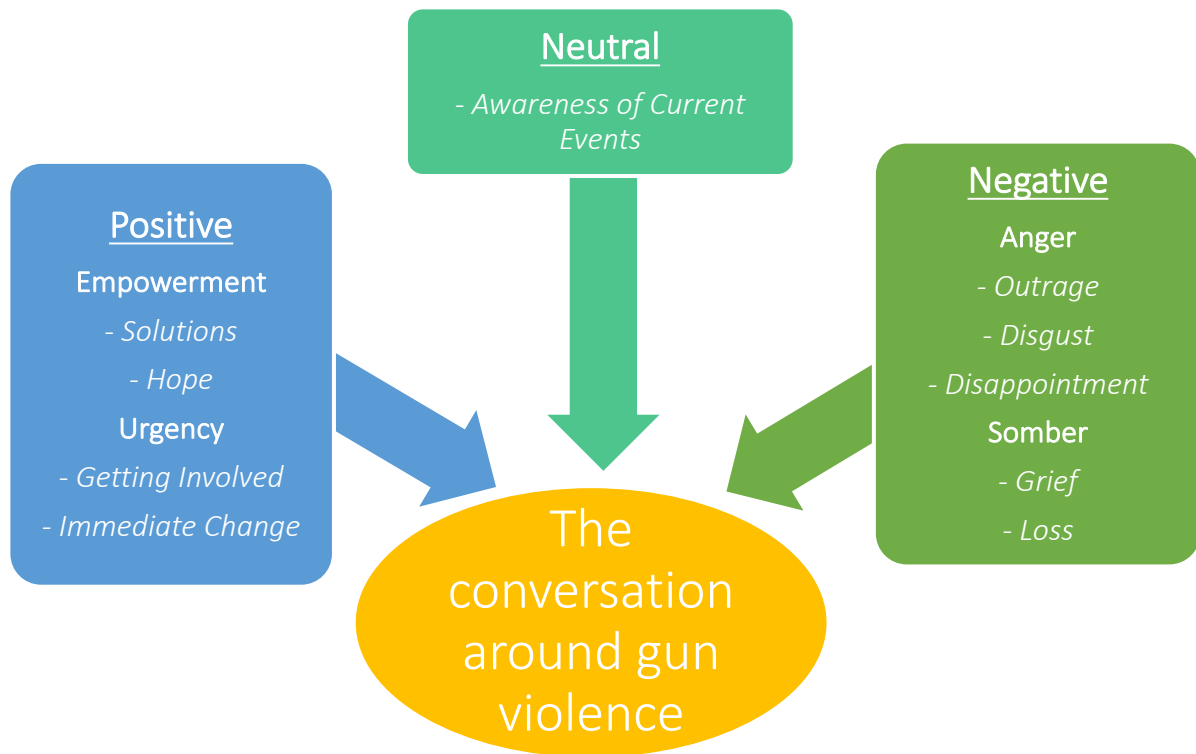 Neutral
- Awareness of Current
Events
Positive
Empowerment
- Solutions
- Hope
Urgency
- Getting Involved
- Immediate Change
Negative
Anger
- Outrage
- Disgust
- Disappointment
Somber
- Grief
- Loss
The
conversation
around gun
violence